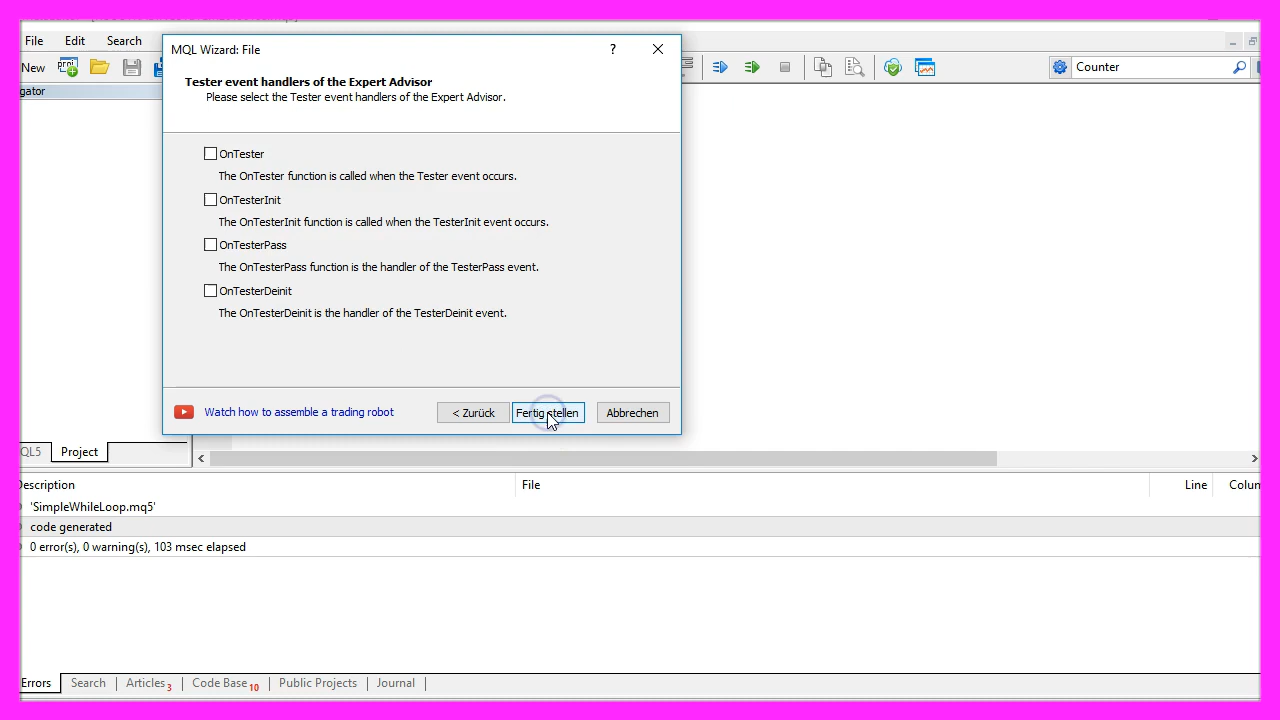 File Edit Search
MQL Wizard: File
?
New
Counter
gator
Tester event handlers of the Expert Advisor
Please select the Tester event handlers of the Expert Advisor.
OnTester
The OnTester function is called when the Tester event occurs.
OnTesterInit
The OnTesterInit function is called when the TesterInit event occurs.
OnTesterPass
The OnTesterPass function is the handler of the TesterPass event.
OnTesterDeinit
The OnTesterDeinit is the handler of the TesterDeinit event.
Watch how to assemble a trading robot
< Zurück Fertig stellen Abbrechen
QL5 Project
Description File Line Colum
'SimpleWhileLoop.mq5'
code generated
0 error(s), 0 warning(s), 103 msec elapsed
Errors Search Articles 3 Code Base 10 Public Projects Journal